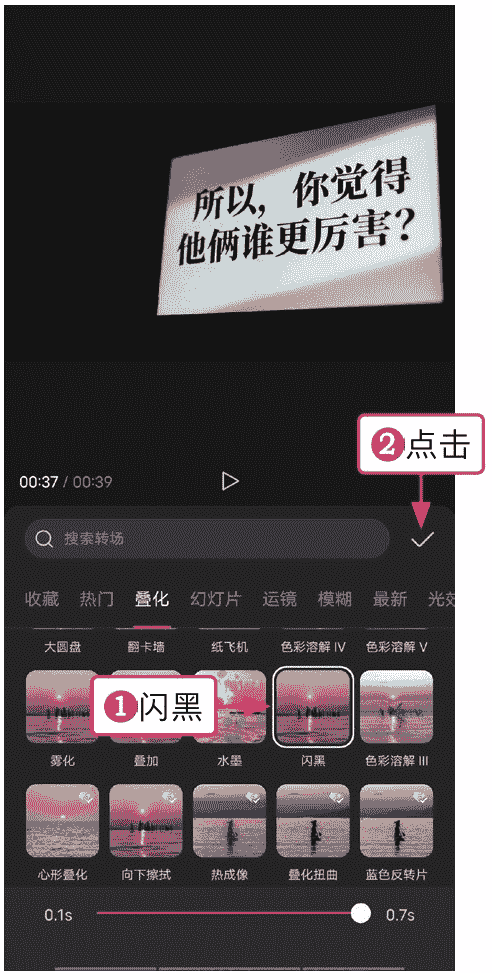 所以，你觉得
他俩谁更厉害？
❷点击
00:37 / 00:39
搜索转场
收藏 热门 叠化 幻灯片 运镜 模糊 最新 光效
大圆盘 翻卡墙 纸飞机 色彩溶解 IV 色彩溶解 V
❶闪黑
雾化 叠加 水墨 闪黑 色彩溶解 III
心形叠化 向下擦拭 热成像 叠化扭曲 蓝色反转片
0.1s 0.7s